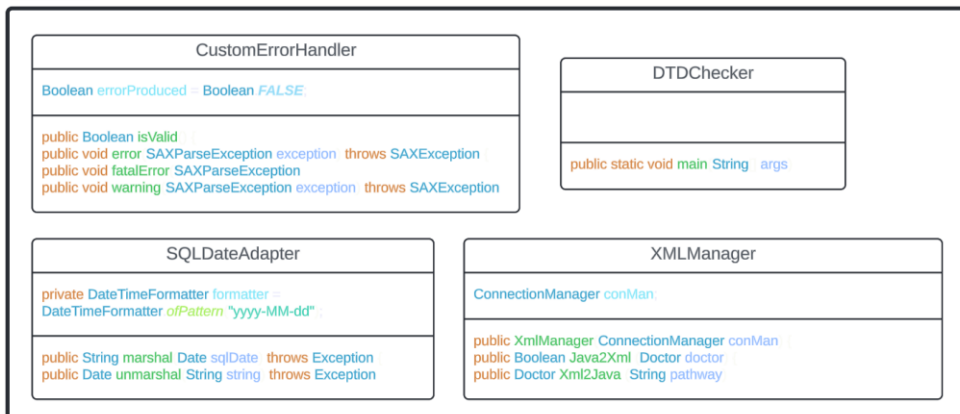 CustomErrorHandler
Boolean errorProduced = Boolean FALSE;
public Boolean isValid
public void error SAXParseException exception throws SAXException
public void fatalError SAXParseException
public void warning SAXParseException exception throws SAXException
DTDChecker
public static void main String args
SQLDateAdapter
private DateTimeFormatter formatter =
DateTimeFormatter ofPattern "yyyy-MM-dd" ;
public String marshal Date sqlDate throws Exception
public Date unmarshal String string throws Exception
XMLManager
ConnectionManager conMan;
public XmlManager ConnectionManager conMan
public Boolean Java2Xml Doctor doctor
public Doctor Xml2Java String pathway